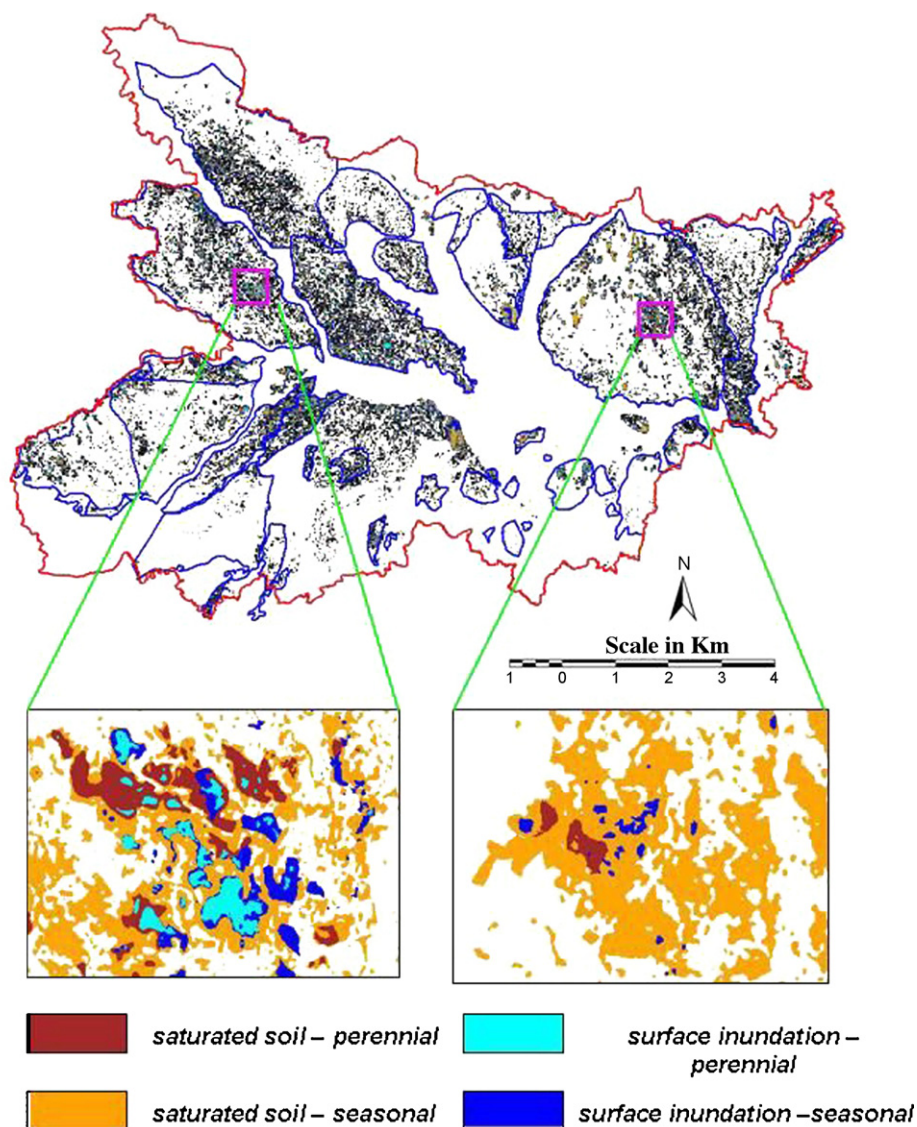 N
Scale in Km
1 0 1 2 3 4
saturated soil – perennial
surface inundation –
perennial
saturated soil – seasonal
surface inundation –seasonal